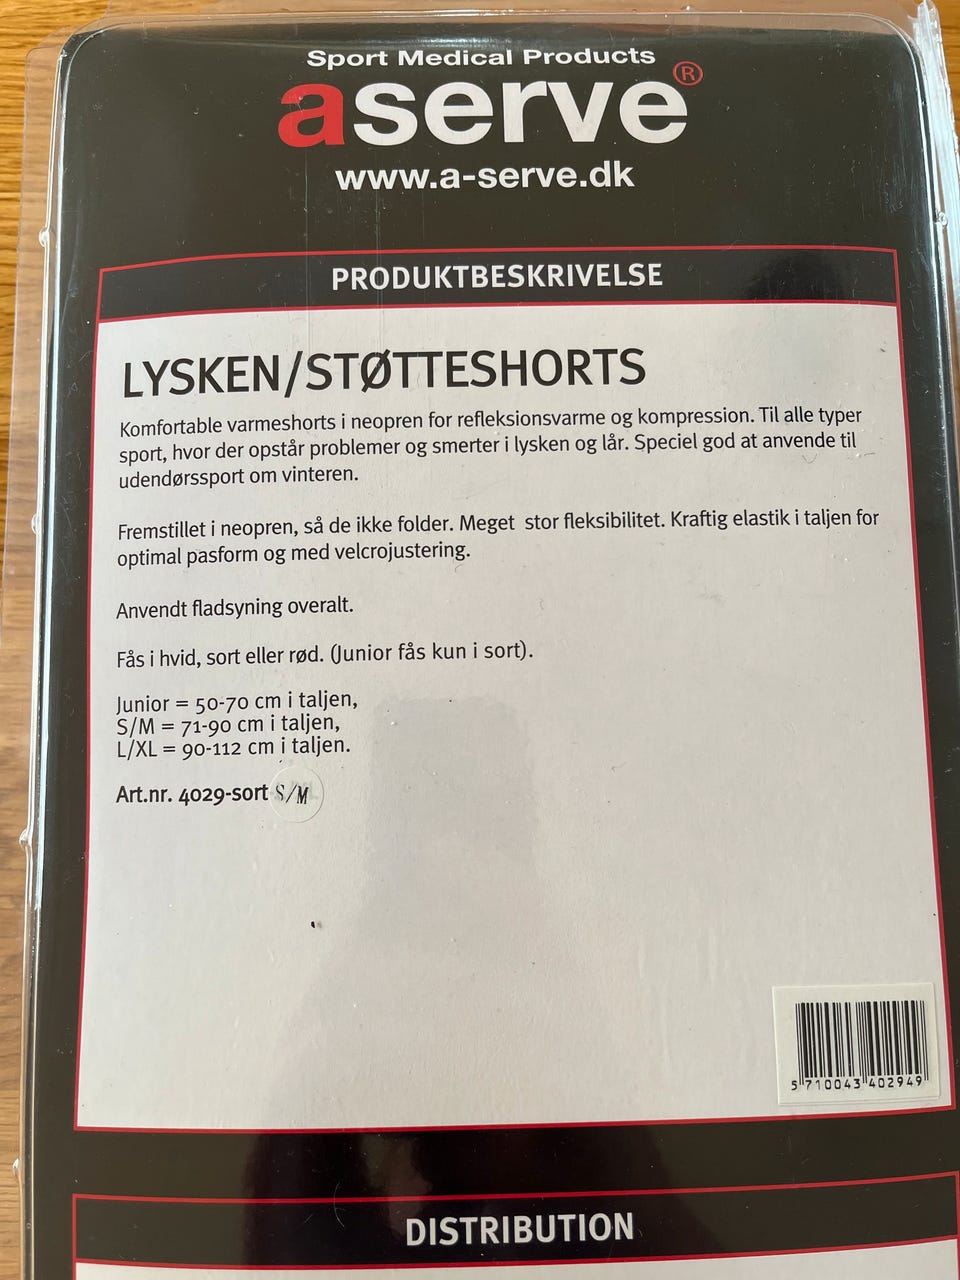 Sport Medical Products
aserve®
www.a-serve.dk
PRODUKTBESKRIVELSE
LYSKEN/STØTTESHORTS
Komfortable varmeshorts i neopren for refleksionsvarme og kompression. Til alle typer
sport, hvor der opstår problemer og smerter i lysken og lår. Speciel god at anvende til
udendørssport om vinteren.
Fremstillet i neopren, så de ikke folder. Meget stor fleksibilitet. Kraftig elastik i taljen for
optimal pasform og med velcrojustering.
Anvendt fladsyning overalt.
Fås i hvid, sort eller rød. (Junior fås kun i sort).
Junior = 50-70 cm i taljen,
S/M = 71-90 cm i taljen,
L/XL = 90-112 cm i taljen.
Art.nr. 4029-sort S/M
5 710043 402949
DISTRIBUTION